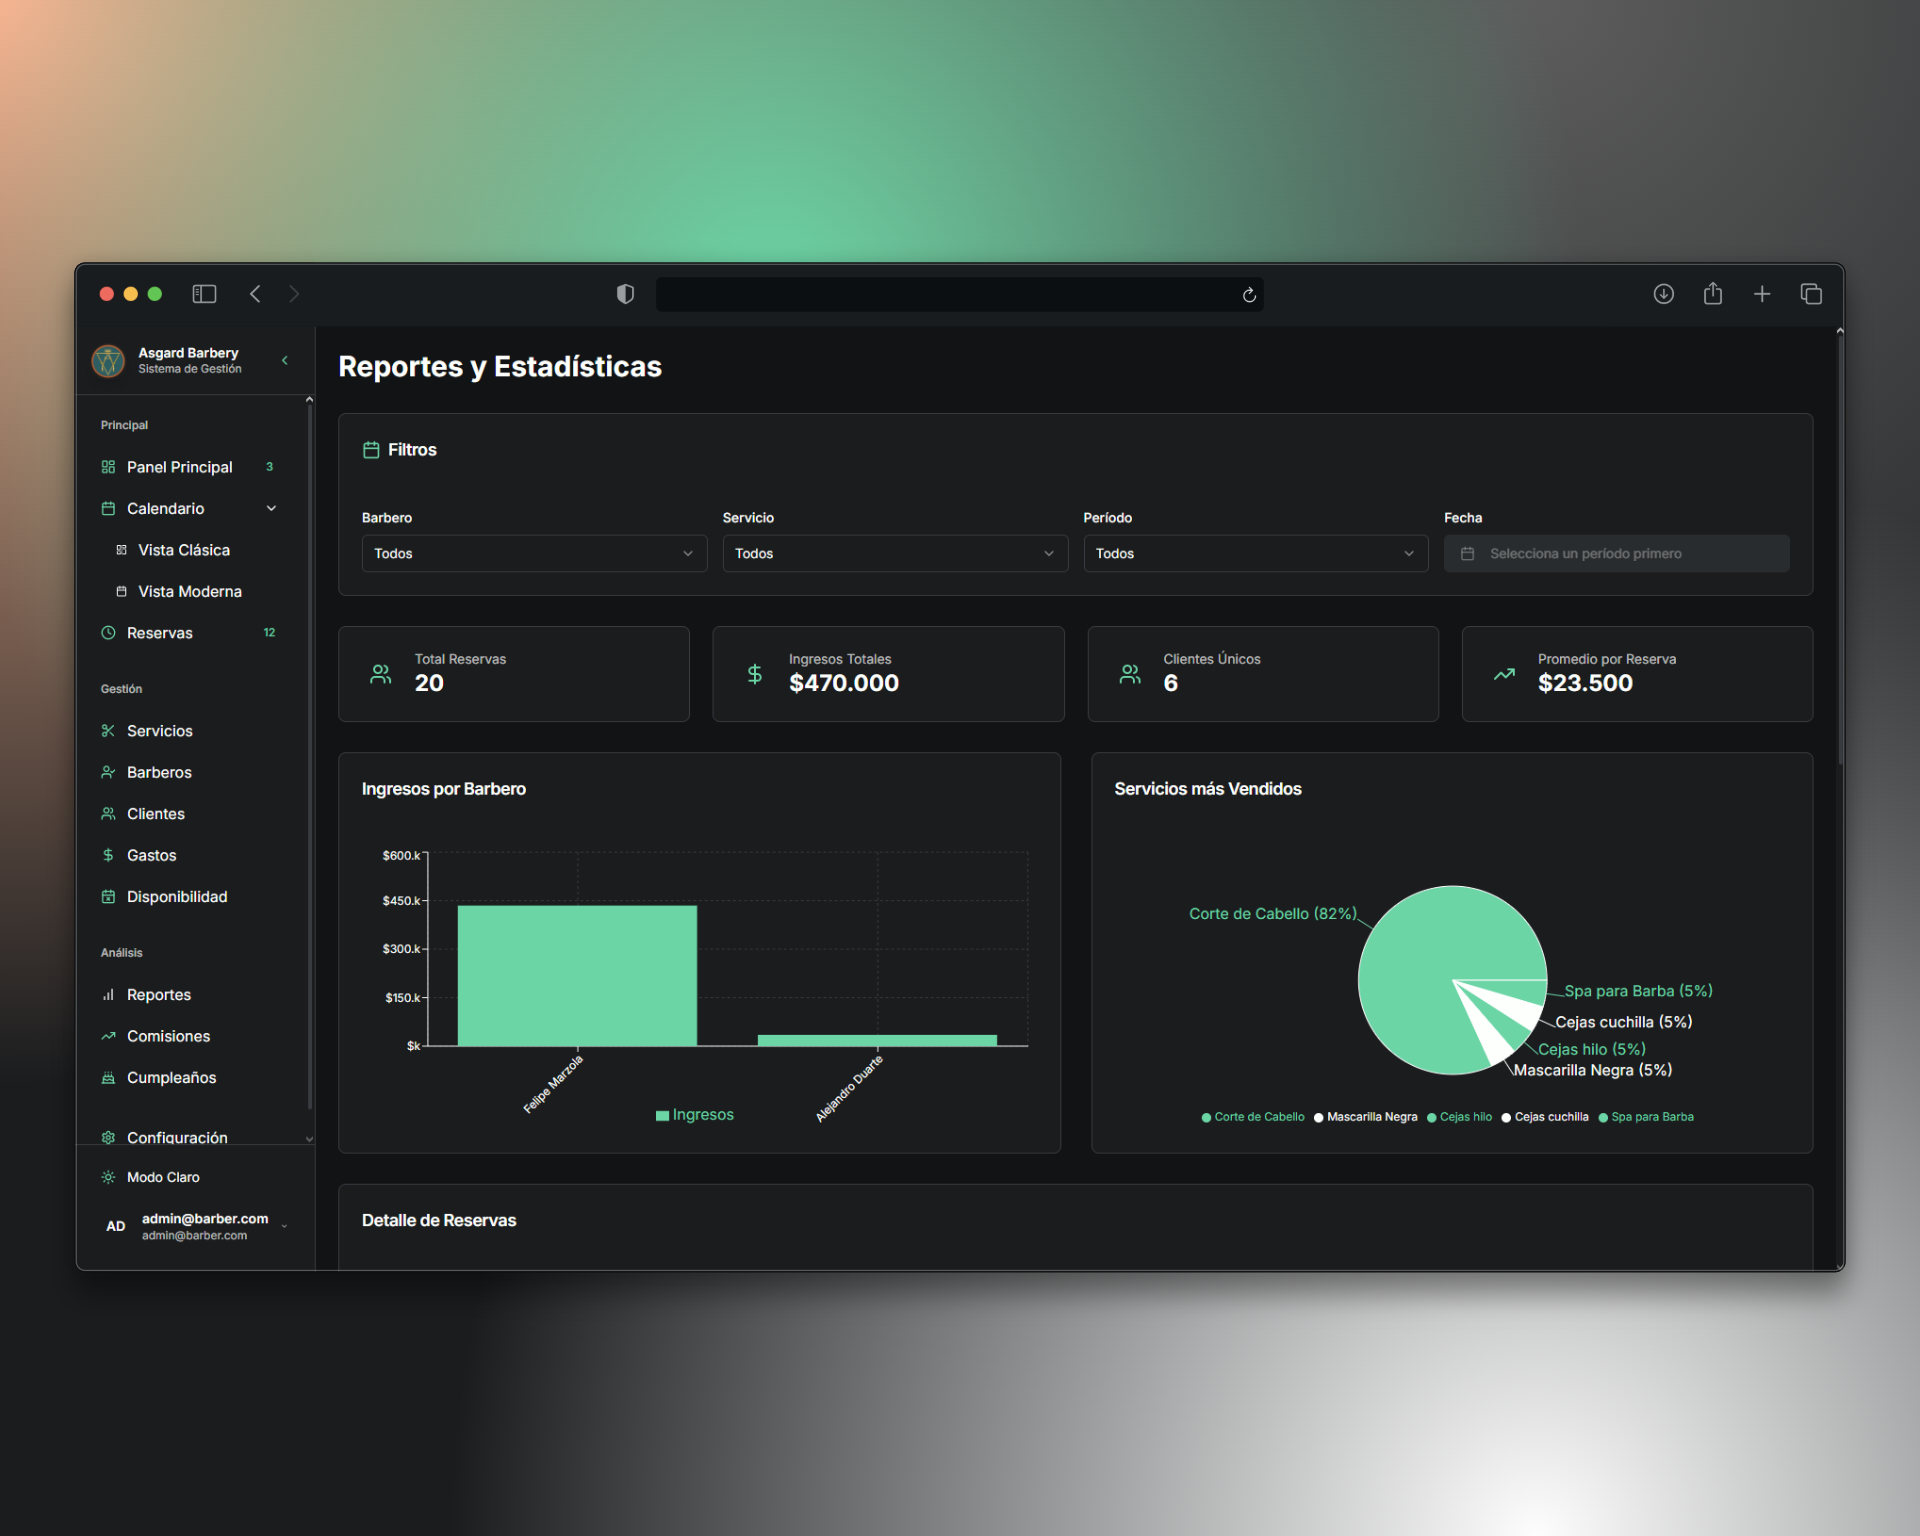 Asgard Barbery
Sistema de Gestión
Principal
Panel Principal 3
Calendario
Vista Clásica
Vista Moderna
Reservas 12
Gestión
Servicios
Barberos
Clientes
Gastos
Disponibilidad
Análisis
Reportes
Comisiones
Cumpleaños
Configuración
Modo Claro
AD
admin@barber.com
admin@barber.com
Reportes y Estadísticas
Filtros
Barbero Servicio Período Fecha
Todos Todos Todos Selecciona un período primero
Total Reservas
20
Ingresos Totales
$470.000
Clientes Únicos
6
Promedio por Reserva
$23.500
Ingresos por Barbero
$600.k
$450.k
$300.k
$150.k
$k
Felipe Marzola
Alejandro Duarte
Ingresos
Servicios más Vendidos
Corte de Cabello (82%)
Spa para Barba (5%)
Cejas cuchilla (5%)
Cejas hilo (5%)
Mascarilla Negra (5%)
Corte de Cabello Mascarilla Negra Cejas hilo Cejas cuchilla Spa para Barba
Detalle de Reservas